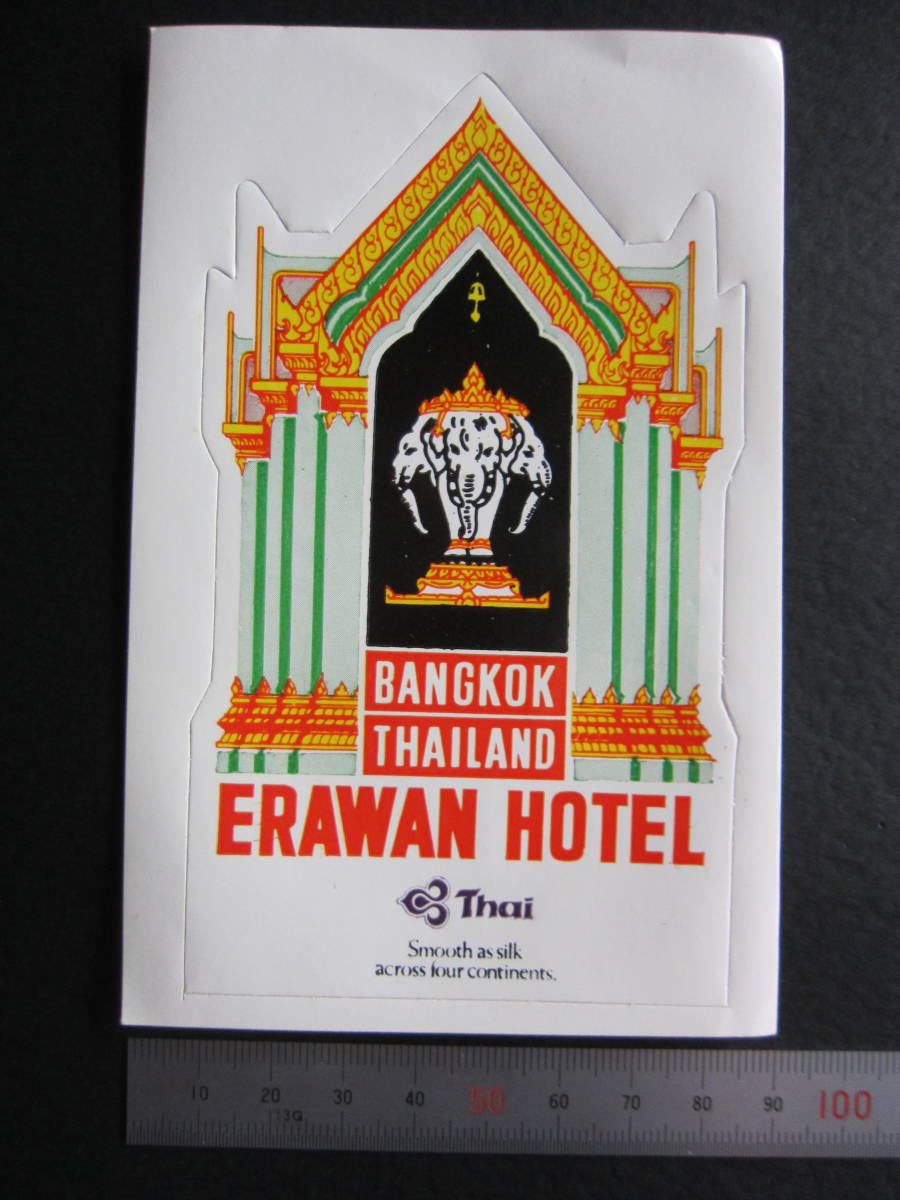 BANGKOK
THAILAND
ERAWAN HOTEL
Thai
Smooth as silk
across four continents.
10 20 30 40 50 60 70 80 90 100
13G